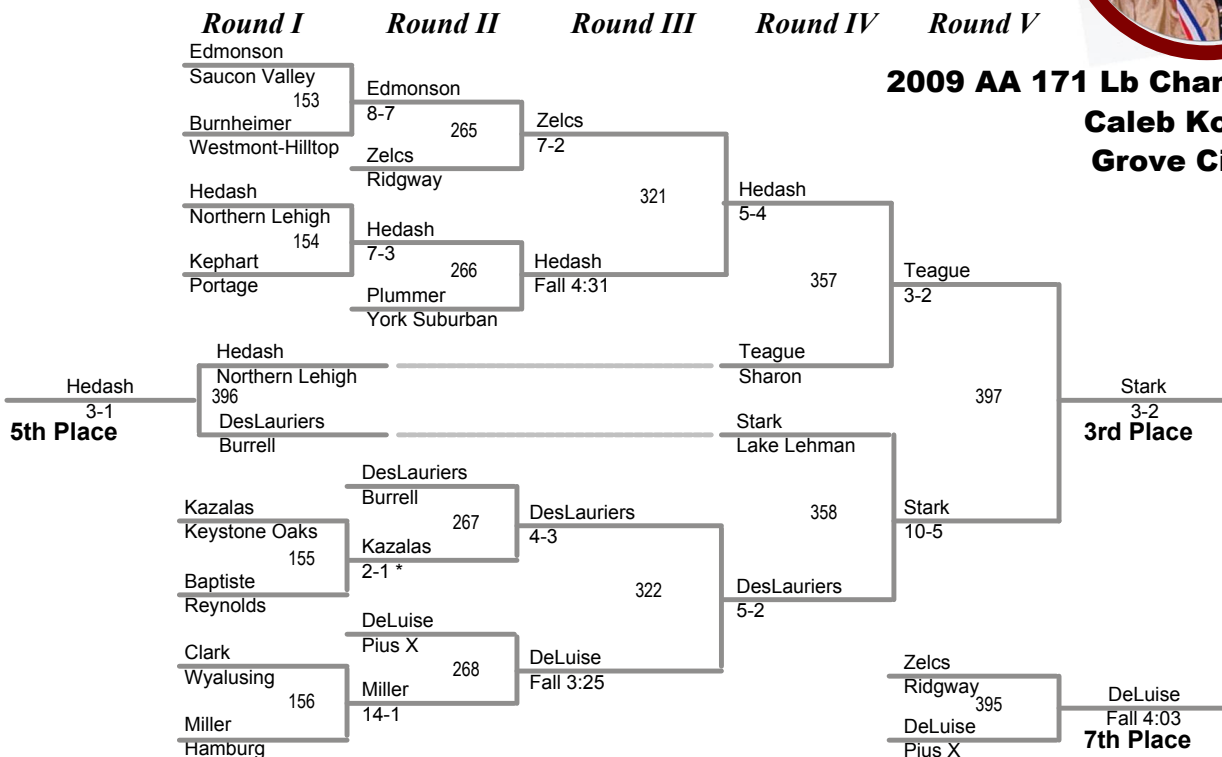 Round I Round II Round III Round IV Round V
2009 AA 171 Lb
Caleb
Grove
Edmonson
Saucon Valley
153
Burnheimer
Westmont-Hilltop
Edmonson
8-7
265
Zelcs
Ridgway
Zelcs
7-2
Hedash
Northern Lehigh
154
Kephart
Portage
Hedash
7-3
266
Plummer
York Suburban
Hedash
Fall 4:31
321
Hedash
5-4
357
Teague
Sharon
Teague
3-2
Hedash
Northern Lehigh
396
DesLauriers
Burrell
Hedash
3-1
5th Place
Stark
Lake Lehman
397
Stark
3-2
3rd Place
DesLauriers
Burrell
267
Kazalas
Keystone Oaks
155
Baptiste
Reynolds
Kazalas
2-1 *
DesLauriers
4-3
358
Stark
10-5
322
DesLauriers
5-2
DeLuise
Pius X
268
Clark
Wyalusing
156
Miller
Hamburg
Miller
14-1
DeLuise
Fall 3:25
Zelcs
Ridgway
395
DeLuise
Pius X
DeLuise
Fall 4:03
7th Place